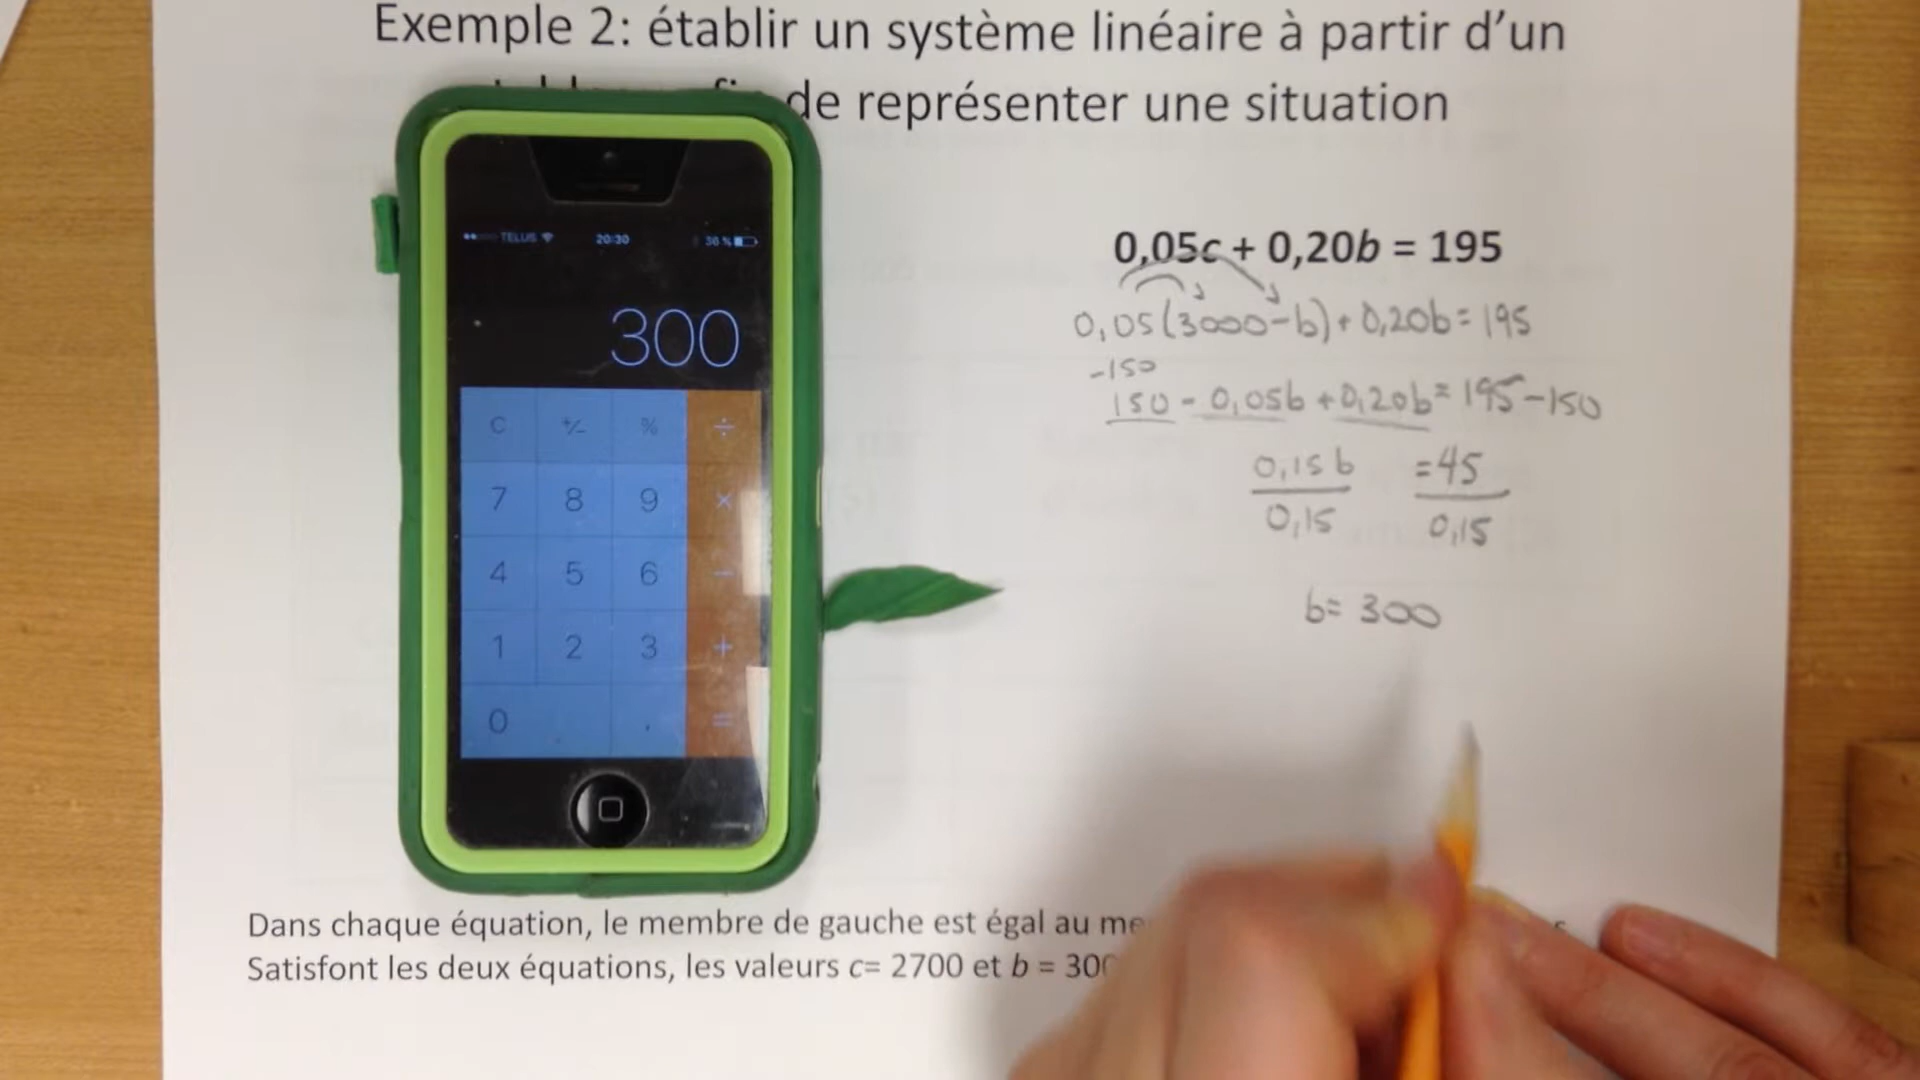 Exemple 2: établir un système linéaire à partir d'un
de représenter une situation
TELUS 20:30 36 %
300
C +/- % ÷
7 8 9 ×
4 5 6 −
1 2 3 +
0 . =
0,05c + 0,20b = 195
0,05(3000-b)+0,20b=195
-150
150 - 0,05b + 0,20b = 195-150
0,15b =45
0,15 0,15
b= 300
Dans chaque équation, le membre de gauche est égal au
Satisfont les deux équations, les valeurs c= 2700 et b = 300